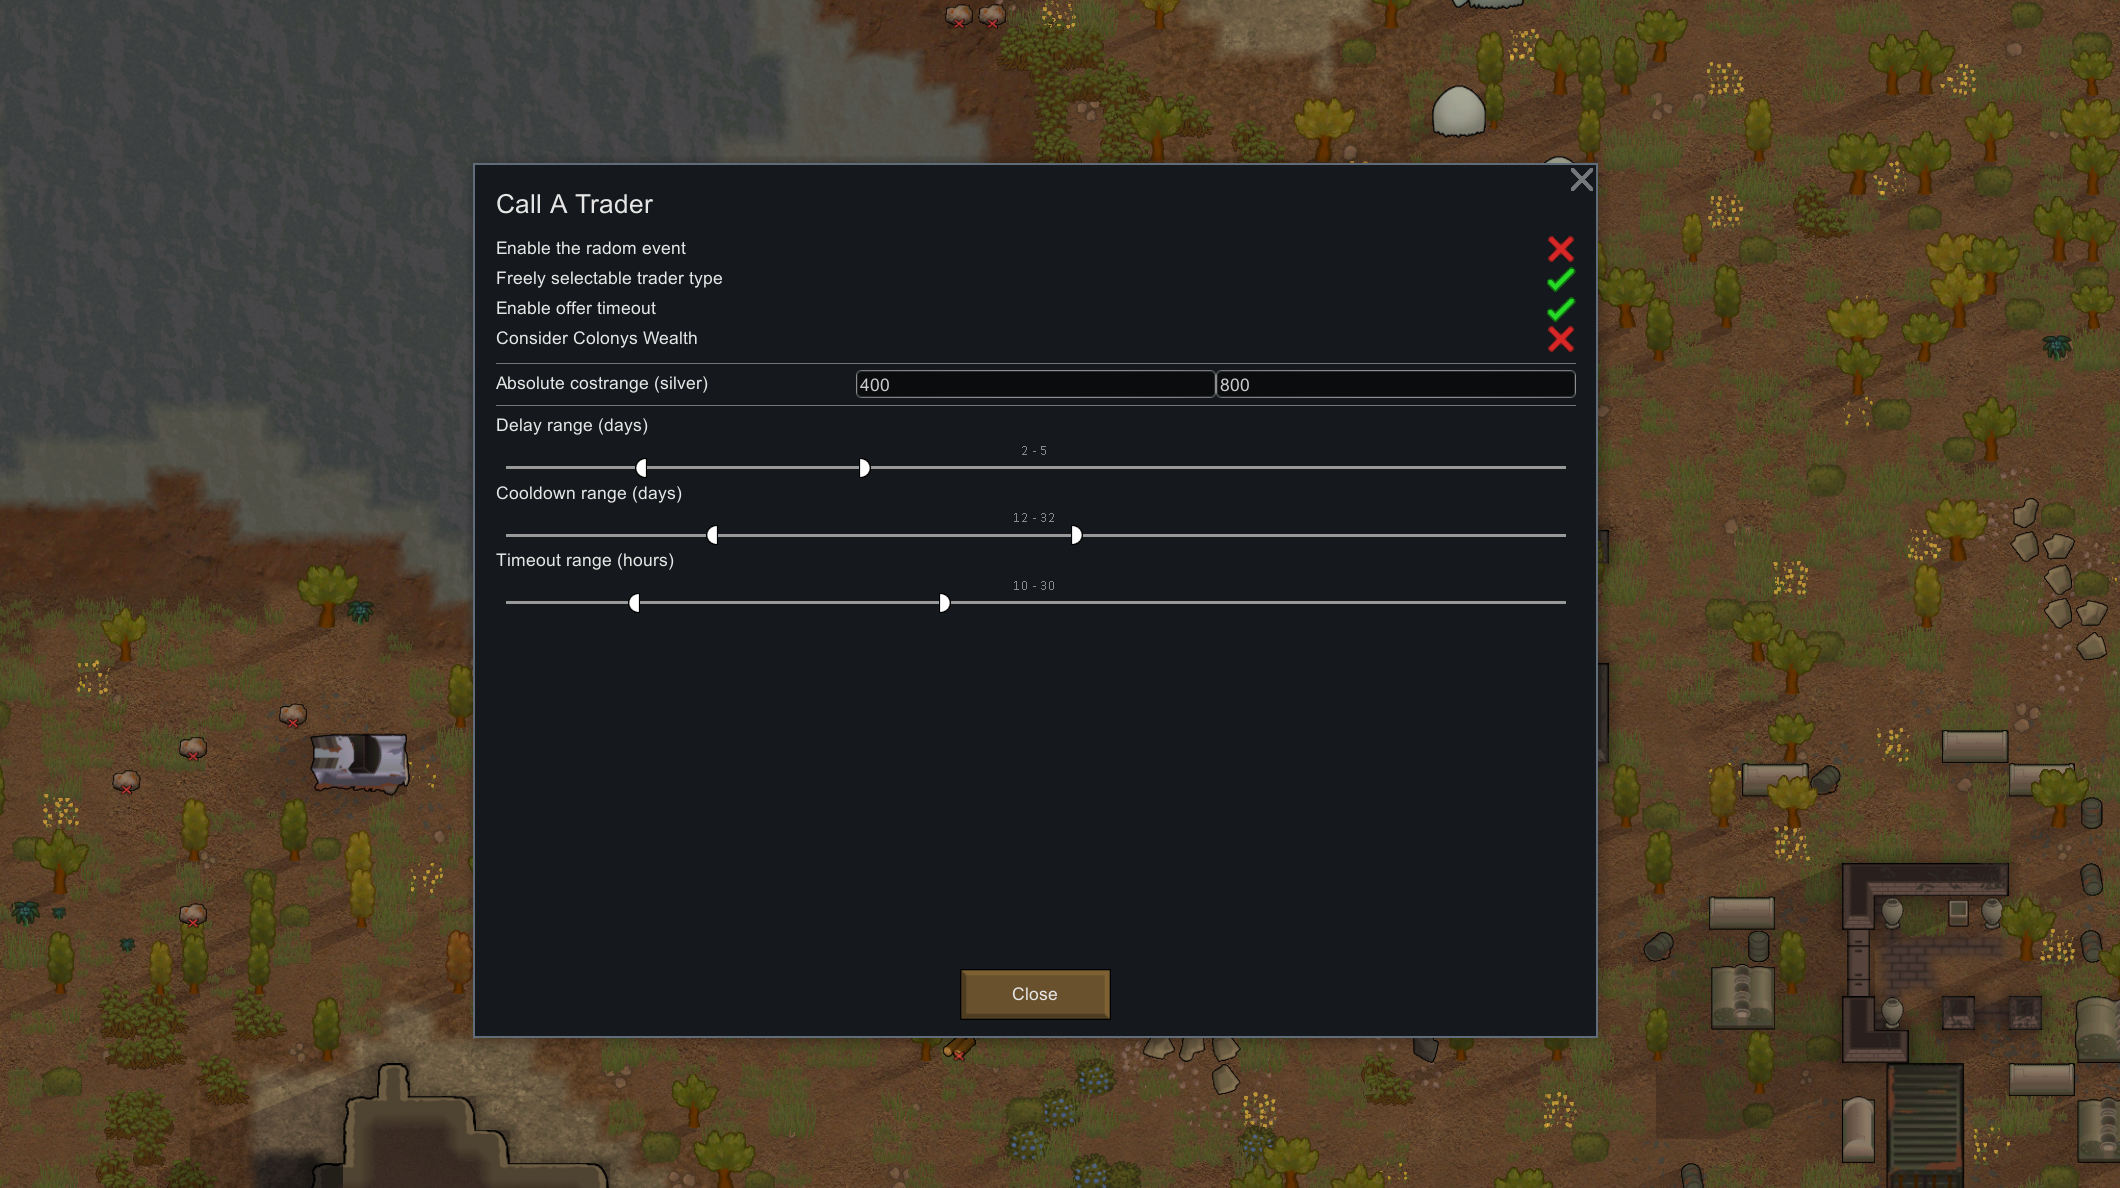 Call A Trader
Enable the radom event
Freely selectable trader type
Enable offer timeout
Consider Colonys Wealth
Absolute costrange (silver) 400 800
Delay range (days)
2 - 5
Cooldown range (days)
12 - 32
Timeout range (hours)
10 - 30
Close